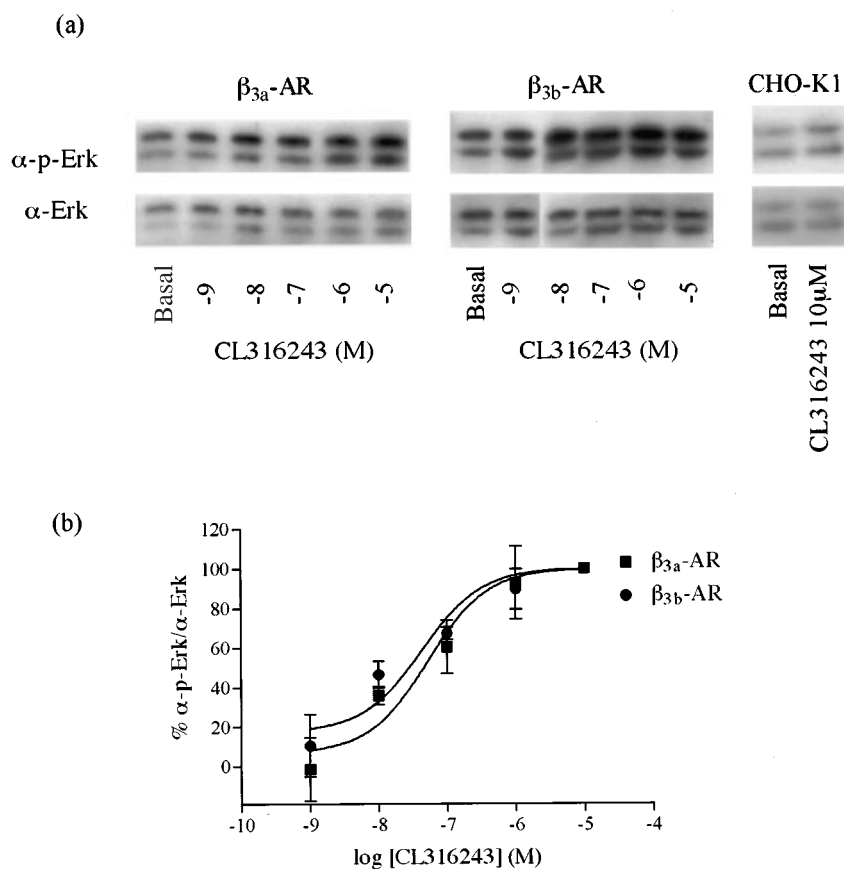 (a)
β3a-AR
β3b-AR
CHO-K1
α-p-Erk
α-Erk
Basal -9 -8 -7 -6 -5
CL316243 (M)
Basal -9 -8 -7 -6 -5
CL316243 (M)
Basal
CL316243 10μM
(b)
% α-p-Erk/α-Erk
120
100
80
60
40
20
0
-10 -9 -8 -7 -6 -5 -4
log [CL316243] (M)
β3a-AR
β3b-AR